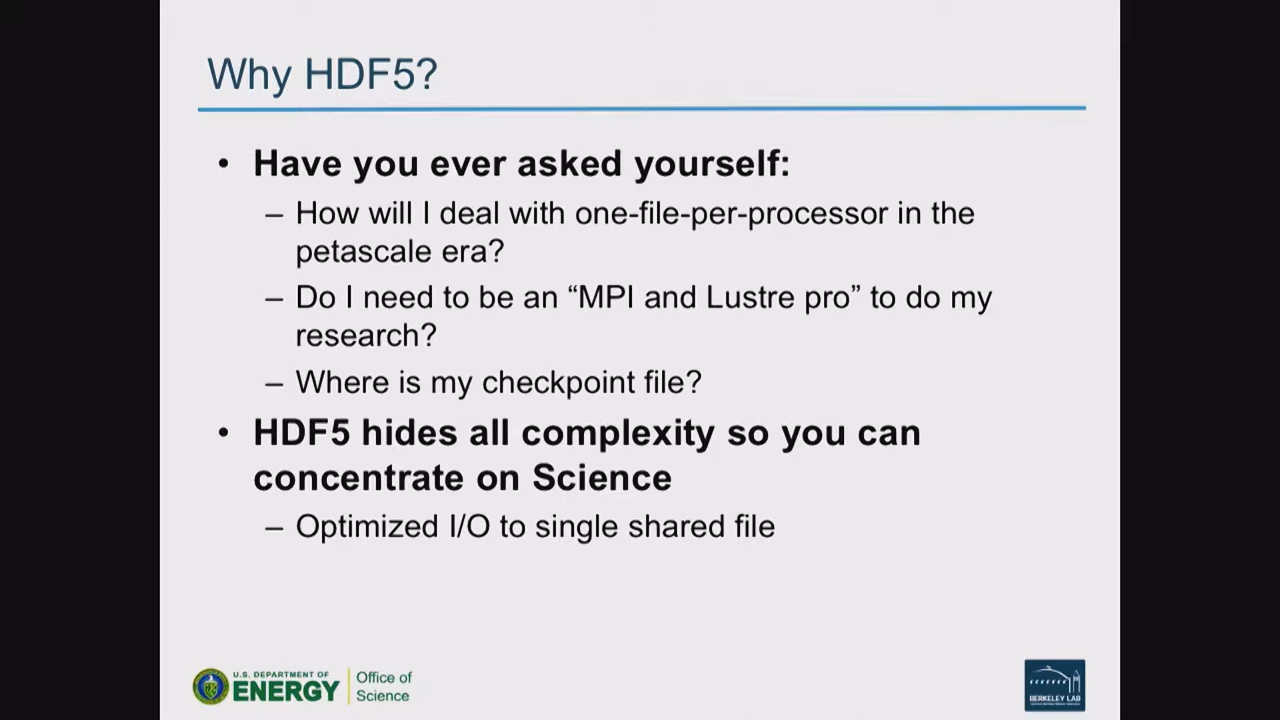 Why HDF5?
• Have you ever asked yourself:
– How will I deal with one-file-per-processor in the
petascale era?
– Do I need to be an “MPI and Lustre pro” to do my
research?
– Where is my checkpoint file?
• HDF5 hides all complexity so you can
concentrate on Science
– Optimized I/O to single shared file
U.S. DEPARTMENT OF
ENERGY
Office of
Science
BERKELEY LAB